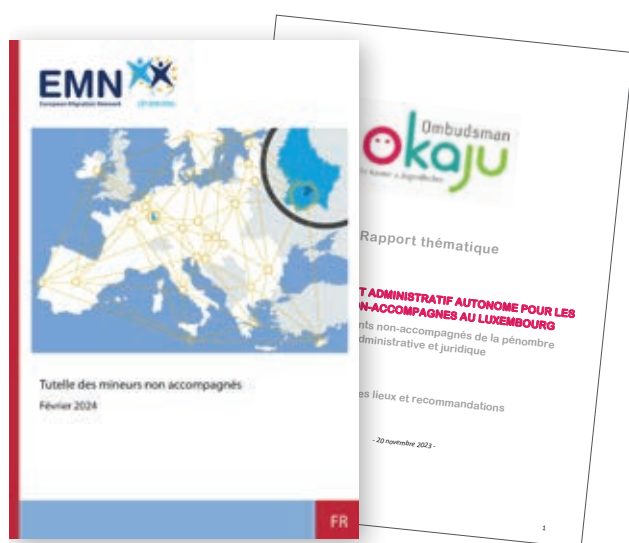 EMN
European Migration Network
Tutelle des mineurs non accompagnés
Février 2024
FR
Ombudsman
Okaju
Rapport thématique
T ADMINISTRATIF AUTONOME POUR LES
N-ACCOMPAGNES AU LUXEMBOURG
nts non-accompagnés de la pénombre
dministrative et juridique
es lieux et recommandations
- 20 novembre 2023 -
1